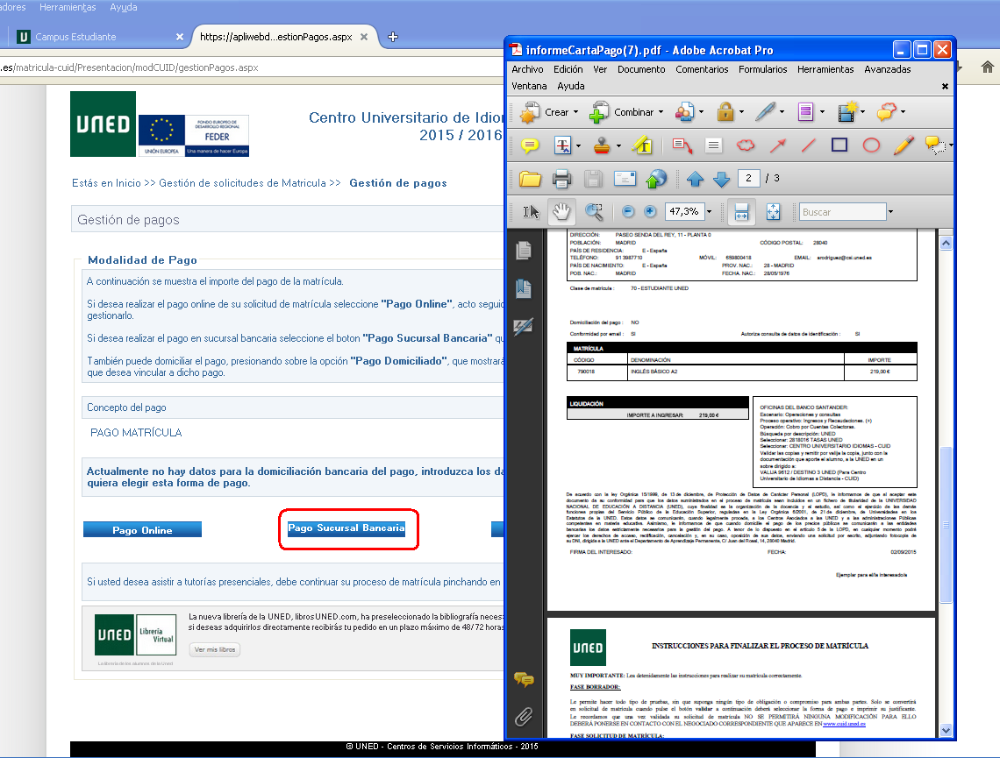 adores Herramientas Ayuda
Campus Estudiante
https://apliwebd...estionPagos.aspx
.es/matricula-cuid/Presentacion/modCUID/gestionPagos.aspx
UNED
UNIÓN EUROPEA
FONDO EUROPEO DE
DESARROLLO REGIONAL
FEDER
Una manera de hacer Europa
Centro Universitario de Idior
2015 / 2016
Estás en Inicio >> Gestión de solicitudes de Matricula >> Gestión de pagos
Gestión de pagos
Modalidad de Pago
A continuación se muestra el importe del pago de la matrícula.
Si desea realizar el pago online de su solicitud de matrícula seleccione "Pago Online", acto seguid
gestionarlo.
Si desea realizar el pago en sucursal bancaria seleccione el boton "Pago Sucursal Bancaria" qu
También puede domiciliar el pago, presionando sobre la opción "Pago Domiciliado", que mostrará
que desea vincular a dicho pago.
Concepto del pago
PAGO MATRÍCULA
Actualmente no hay datos para la domiciliación bancaria del pago, introduzca los da
quiera elegir esta forma de pago.
Pago Online
Pago Sucursal Bancaria
Si usted desea asistir a tutorías presenciales, debe continuar su proceso de matrícula pinchando en
UNED
Librería
Virtual
La librería de los alumnos de la Uned
La nueva librería de la UNED, librosUNED.com, ha preseleccionado la bibliografía neces
si deseas adquirirlos directamente recibirás tu pedido en un plazo máximo de 48/72 horas
Ver mis libros
© UNED - Centros de Servicios Informáticos - 2015
informeCartaPago(7).pdf - Adobe Acrobat Pro
Archivo Edición Ver Documento Comentarios Formularios Herramientas Avanzadas
Ventana Ayuda
Crear Combinar
2 / 3
47,3% Buscar
DIRECCIÓN: PASEO SENDA DEL REY, 11 - PLANTA 0
POBLACIÓN: MADRID CÓDIGO POSTAL: 28040
PAÍS DE RESIDENCIA: E - España
TELÉFONO: 91 3987710 MÓVIL: 659800418 EMAIL: arodriguez@csi.uned.es
PAÍS DE NACIMIENTO: E - España PROV. NAC.: 28 - MADRID
POB. NAC.: MADRID FECHA. NAC.: 28/05/1976
Clase de matricula : 70 - ESTUDIANTE UNED
Domiciliación del pago : NO
Conformidad por email : SI Autoriza consulta de datos de identificación : SI
MATRÍCULA
CÓDIGO DENOMINACIÓN IMPORTE
790018 INGLÉS BÁSICO A2 219,00 €
LIQUIDACIÓN
IMPORTE A INGRESAR: 219,00 €
OFICINAS DEL BANCO SANTANDER:
Escenario: Operaciones y consultas
Proceso operativo: Ingresos y Recaudaciones. (+)
Operación: Cobro por Cuentas Colectoras.
Búsqueda por descripción: UNED
Seleccionar: 2818016 TASAS UNED
Seleccionar: CENTRO UNIVERSITARIO IDIOMAS - CUID
Validar las copias y remitir por valija la copia, junto con la
documentación que aporte el alumno, a la UNED en un
sobre dirigido a:
VALIJA 9612 / DESTINO 3 UNED (Para Centro
Universitario de Idiomas a Distancia - CUID)
De acuerdo con la ley Orgánica 15/1999, de 13 de diciembre, de Protección de Datos de Carácter Personal (LOPD), le informamos de que el aceptar este
documento da su conformidad para que los datos suministrados en el proceso de matrícula sean incluidos en un fichero de titularidad de la UNIVERSIDAD
NACIONAL DE EDUCACIÓN A DISTANCIA (UNED), cuya finalidad es la organización de la docencia y el estudio, así como el ejercicio de las demás
funciones propias del Servicio Público de la Educación Superior, reguladas en la Ley Orgánica 6/2001, de 21 de diciembre, de Universidades en los
Estatutos de la UNED. Estos datos se comunicarán, cuando legalmente proceda, a los Centros Asociados a las UNED y a las administraciones Públicas
competentes en materia educativa. Asimismo, le informamos de que cuando domicilie el pago de los precios públicos se comunicarán a las entidades
bancarias los datos estrictamente necesarios para la gestión del pago. A tenor de lo dispuesto en el artículo 5 de la LOPD, en cualquier momento podrá
ejercer los derechos de acceso, rectificación, cancelación y, en su caso, oposición de sus datos, enviando una solicitud por escrito, adjuntando fotocopia de
su DNI, dirigida a la UNED ante el Departamento de Aprendizaje Permanente, C/ Juan del Rosal, 14, 28040 Madrid.
FIRMA DEL INTERESADO: FECHA: 02/09/2015
Ejemplar para el/la interesado/a
UNED
INSTRUCCIONES PARA FINALIZAR EL PROCESO DE MATRÍCULA
MUY IMPORTANTE: Lea detenidamente las instrucciones para realizar su matrícula correctamente.
FASE BORRADOR:
Le permite hacer todo tipo de pruebas, sin que suponga ningún tipo de obligación o compromiso para ambas partes. Solo se convertirá
en solicitud de matrícula cuando pulse el botón validar a continuación deberá seleccionar la forma de pago e imprimir su justificante.
Le recordamos que una vez validada su solicitud de matrícula NO SE PERMITIRÁ NINGUNA MODIFICACIÓN PARA ELLO
DEBERÁ PONERSE EN CONTACTO CON EL NEGOCIADO CORRESPONDIENTE QUE APARECE EN www.cuid.uned.es
FASE SOLICITUD DE MATRÍCULA: